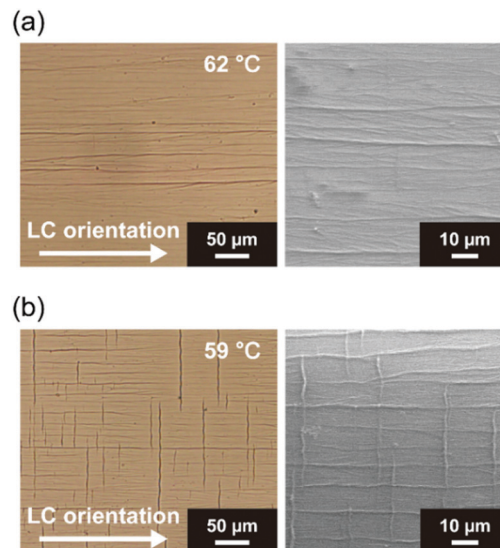 (a)
62 °C
LC orientation
50 µm
10 µm
(b)
59 °C
LC orientation
50 µm
10 µm